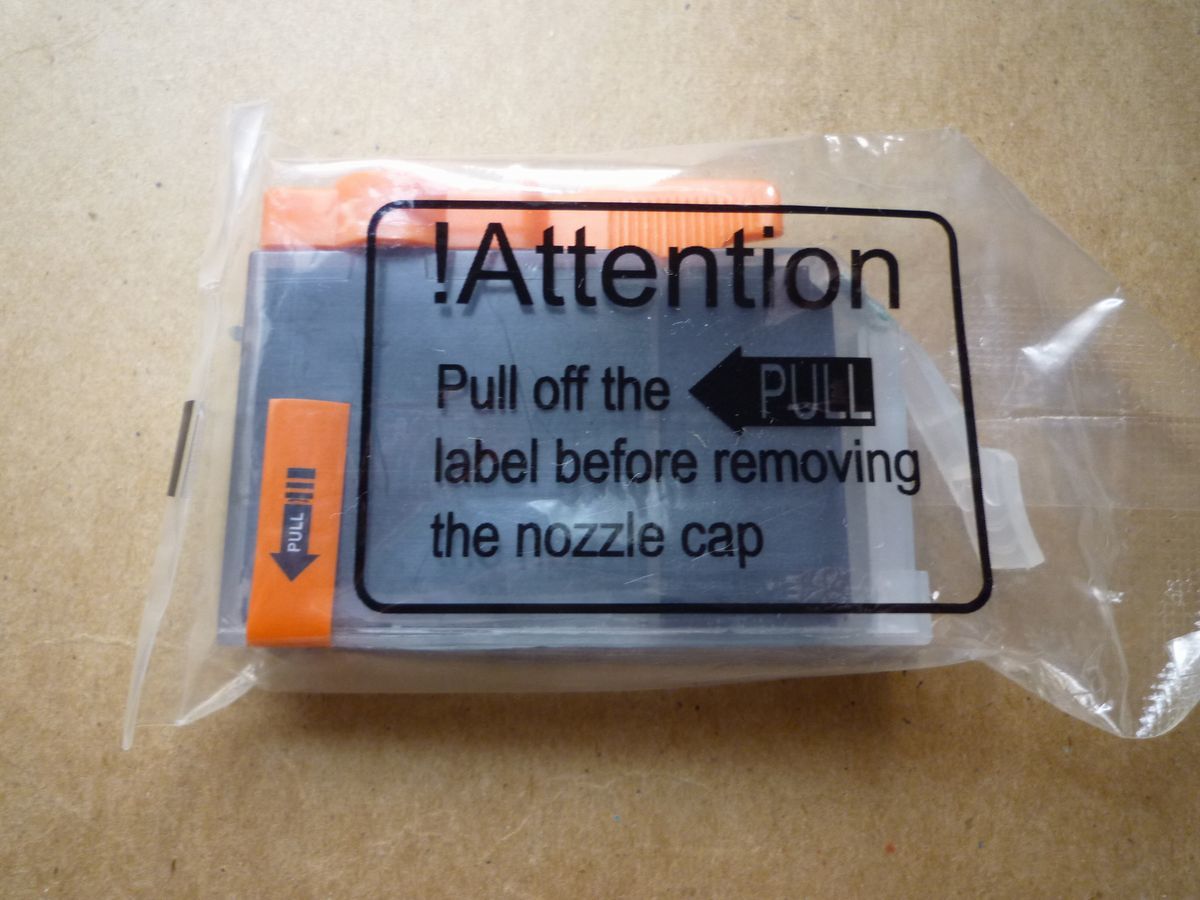 !Attention
Pull off the PULL
label before removing
the nozzle cap
PULL